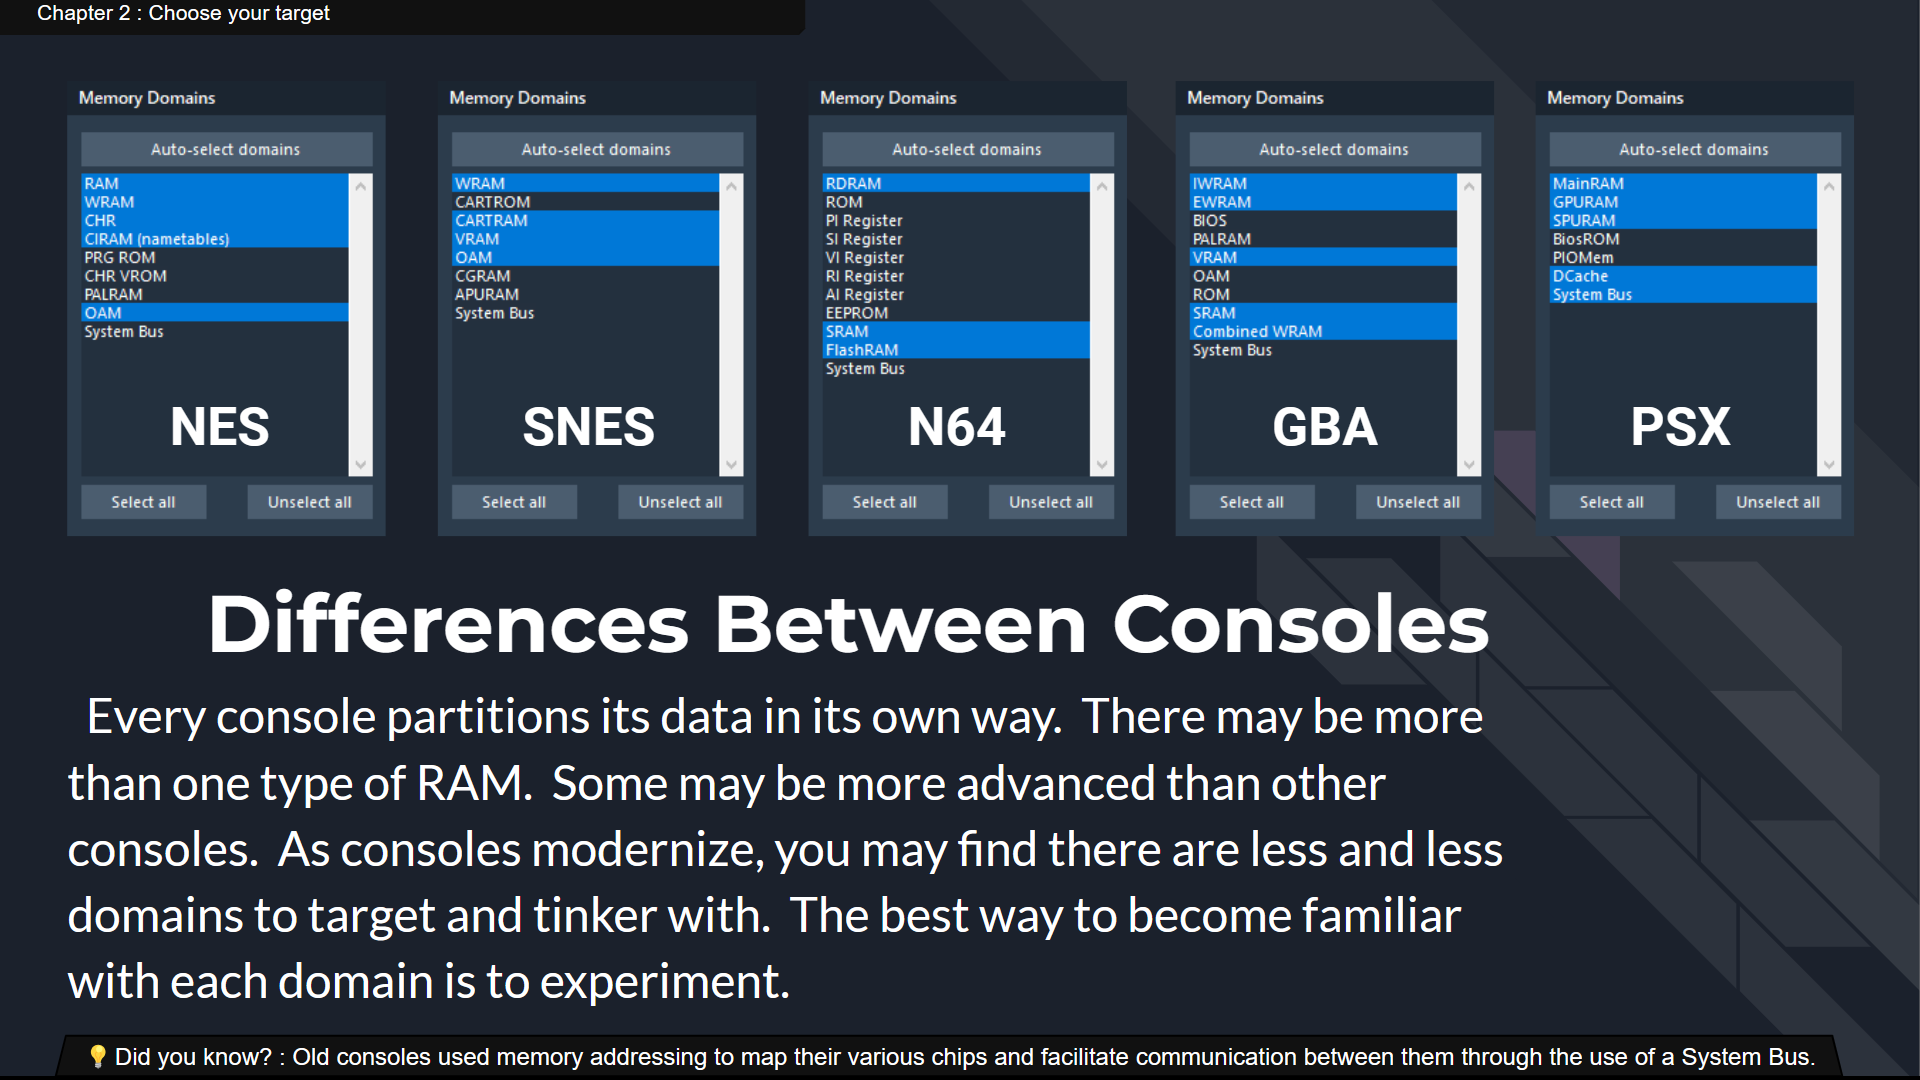 Chapter 2 : Choose your target
Memory Domains
Auto-select domains
RAM
WRAM
CHR
CIRAM (nametables)
PRG ROM
CHR VROM
PALRAM
OAM
System Bus
NES
Select all
Unselect all
Memory Domains
Auto-select domains
WRAM
CARTROM
CARTRAM
VRAM
OAM
CGRAM
APURAM
System Bus
SNES
Select all
Unselect all
Memory Domains
Auto-select domains
RDRAM
ROM
PI Register
SI Register
VI Register
RI Register
AI Register
EEPROM
SRAM
FlashRAM
System Bus
N64
Select all
Unselect all
Memory Domains
Auto-select domains
IWRAM
EWRAM
BIOS
PALRAM
VRAM
OAM
ROM
SRAM
Combined WRAM
System Bus
GBA
Select all
Unselect all
Memory Domains
Auto-select domains
MainRAM
GPURAM
SPURAM
BiosROM
PIOMem
DCache
System Bus
PSX
Select all
Unselect all
Differences Between Consoles
Every console partitions its data in its own way.  There may be more
than one type of RAM.  Some may be more advanced than other
consoles.  As consoles modernize, you may find there are less and less
domains to target and tinker with.  The best way to become familiar
with each domain is to experiment.
💡 Did you know? : Old consoles used memory addressing to map their various chips and facilitate communication between them through the use of a System Bus.